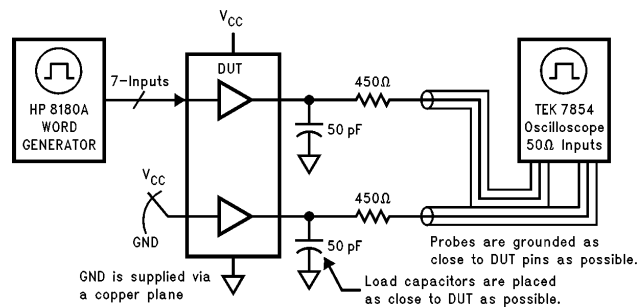 V_CC
DUT
7-Inputs
HP 8180A
WORD
GENERATOR
450Ω
50 pF
TEK 7854
Oscilloscope
50Ω Inputs
V_CC
GND
450Ω
50 pF
Probes are grounded as
close to DUT pins as possible.
GND is supplied via
a copper plane
Load capacitors are placed
as close to DUT as possible.